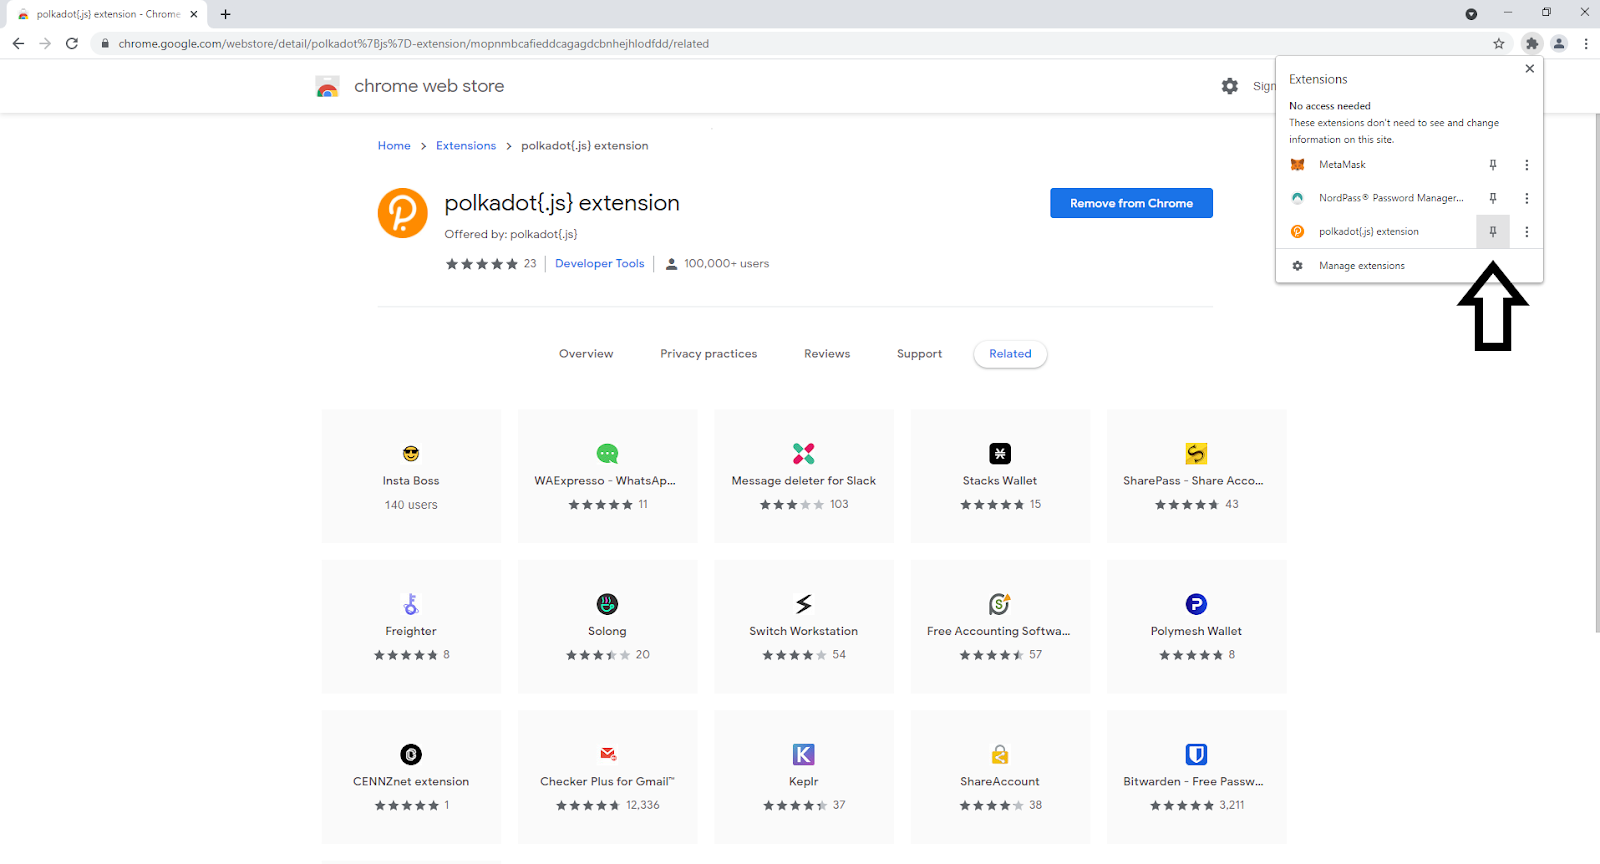 polkadot{.js} extension - Chrome
chrome.google.com/webstore/detail/polkadot%7Bjs%7D-extension/mopnmbcafieddcagagdcbnhejhlodfdd/related
chrome web store
Sign
Extensions
No access needed
These extensions don't need to see and change
information on this site.
MetaMask
NordPass® Password Manager...
polkadot{.js} extension
Manage extensions
Home > Extensions > polkadot{.js} extension
polkadot{.js} extension
Remove from Chrome
Offered by: polkadot{.js}
23 Developer Tools 100,000+ users
Overview Privacy practices Reviews Support Related
Insta Boss
140 users
WAExpresso - WhatsAp...
11
Message deleter for Slack
103
Stacks Wallet
15
SharePass - Share Acco...
43
Freighter
8
Solong
20
Switch Workstation
54
Free Accounting Softwa...
57
Polymesh Wallet
8
CENNZnet extension
1
Checker Plus for Gmail™
12,336
Keplr
37
ShareAccount
38
Bitwarden - Free Passw...
3,211